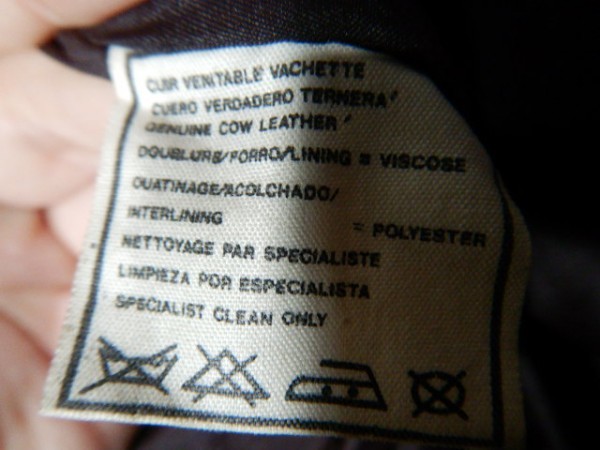 CUIR VERITABLE VACHETTE
CUERO VERDADERO TERNERA
GENUINE COW LEATHER
DOUBLURE/FORRO/LINING = VISCOSE
OUATINAGE/ACOLCHADO/
INTERLINING = POLYESTER
NETTOYAGE PAR SPECIALISTE
LIMPIEZA POR ESPECIALISTA
SPECIALIST CLEAN ONLY